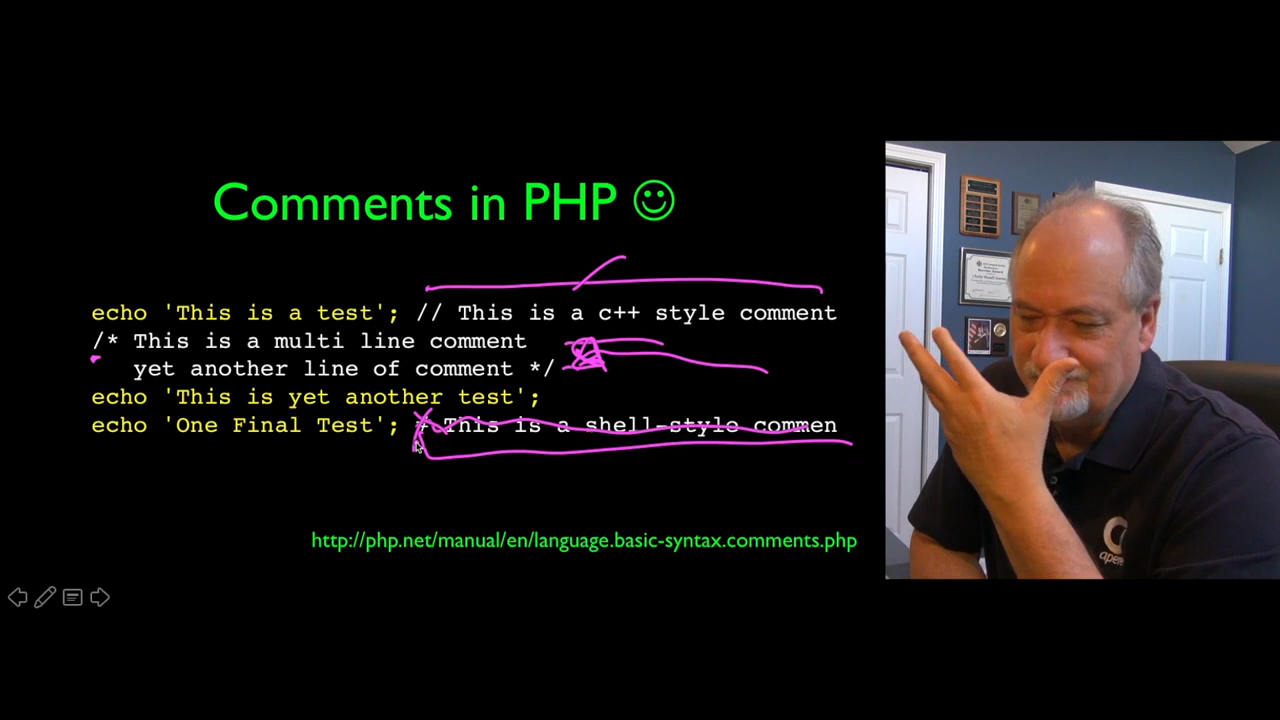 Comments in PHP ☺
echo 'This is a test'; // This is a c++ style comment
/* This is a multi line comment
yet another line of comment */
echo 'This is yet another test';
echo 'One Final Test'; # This is a shell-style commen
http://php.net/manual/en/language.basic-syntax.comments.php